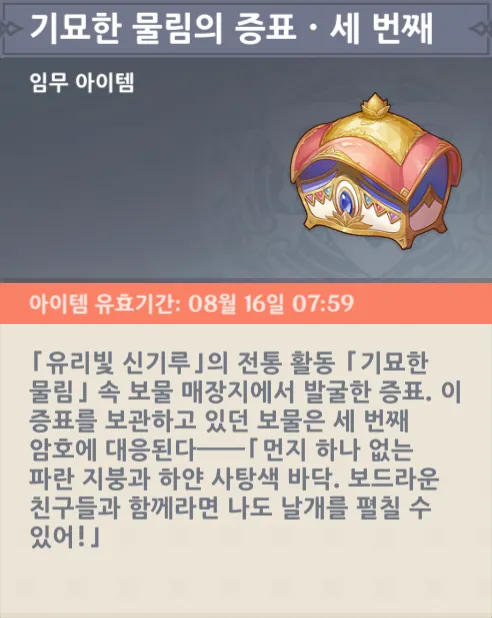 기묘한 물림의 증표 · 세 번째
임무 아이템
아이템 유효기간: 08월 16일 07:59
「유리빛 신기루」의 전통 활동 「기묘한
물림」 속 보물 매장지에서 발굴한 증표. 이
증표를 보관하고 있던 보물은 세 번째
암호에 대응된다──「먼지 하나 없는
파란 지붕과 하얀 사탕색 바닥. 보드라운
친구들과 함께라면 나도 날개를 펼칠 수
있어!」